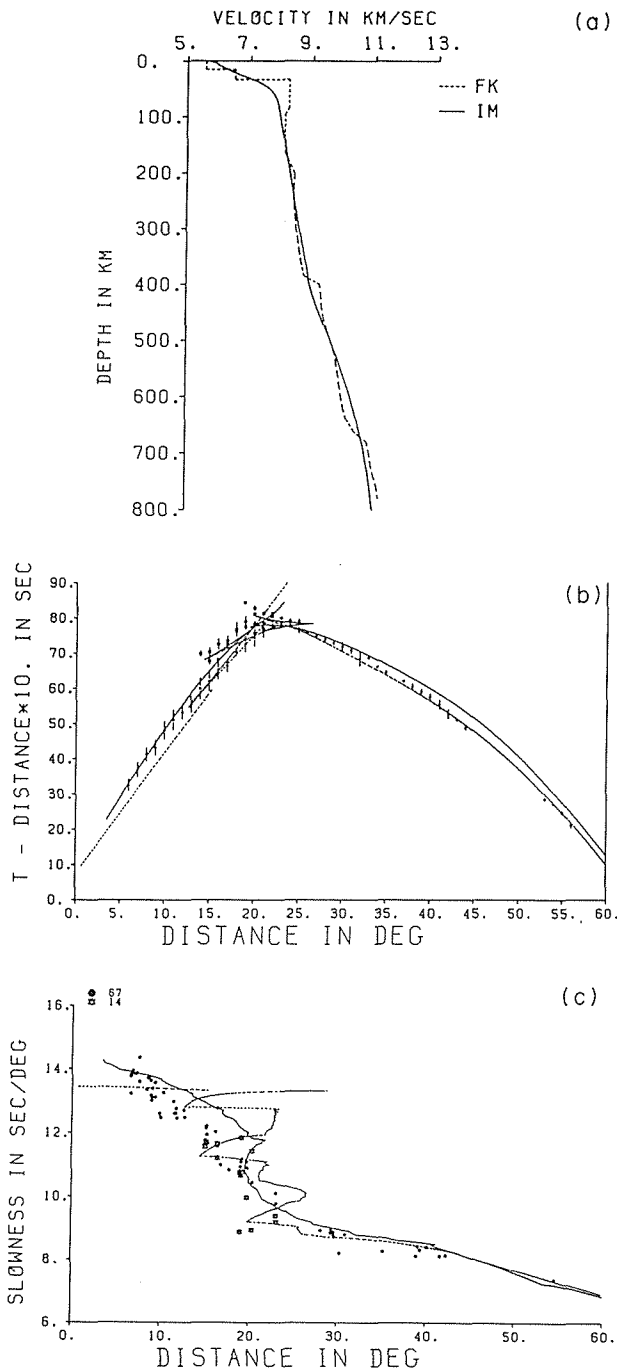 VELOCITY IN KM/SEC (a)
5. 7. 9. 11. 13.
0.
100.
200.
300.
400.
500.
600.
700.
800.
DEPTH IN KM
FK
IM
(b)
90.
80.
70.
60.
50.
40.
30.
20.
10.
0.
T - DISTANCE*10. IN SEC
0. 5. 10. 15. 20. 25. 30. 35. 40. 45. 50. 55. 60.
DISTANCE IN DEG
(c)
67
14
16.
14.
12.
10.
8.
6.
SLOWNESS IN SEC/DEG
0. 10. 20. 30. 40. 50. 60.
DISTANCE IN DEG